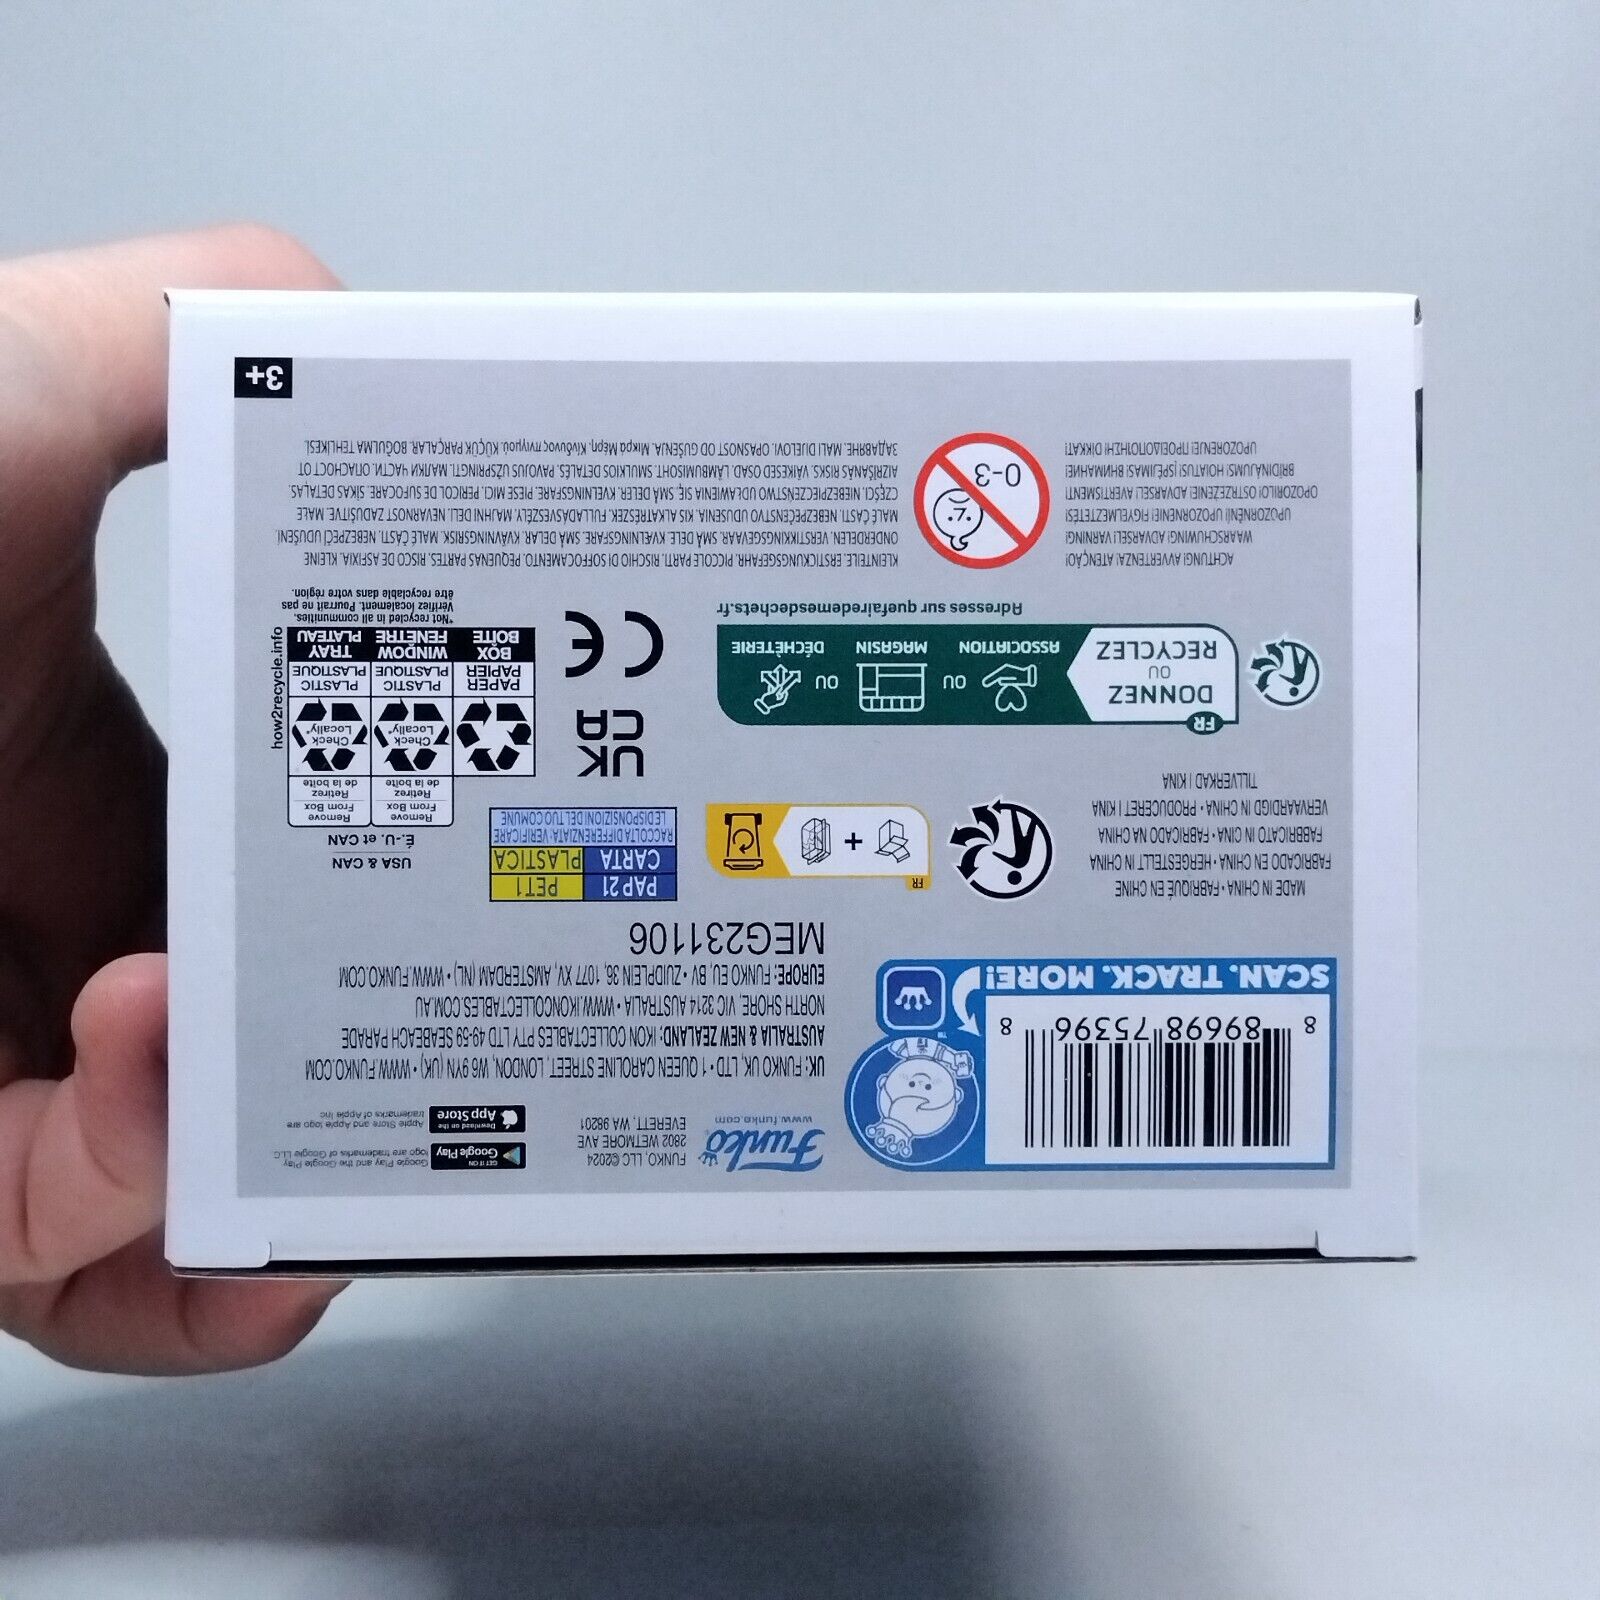 8 89698 75396 8
SCAN. TRACK. MORE!
TM
Funko
www.funko.com
FUNKO, LLC ©2024
2802 WETMORE AVE
EVERETT, WA 98201
GET IT ON
Google Play
Google Play and the Google Play
logo are trademarks of Google LLC.
Download on the
App Store
Apple Store and Apple logo are
trademarks of Apple Inc
UK: FUNKO UK, LTD • 1 QUEEN CAROLINE STREET, LONDON, W6 9YN (UK) • WWW.FUNKO.COM
AUSTRALIA & NEW ZEALAND: IKON COLLECTABLES PTY LTD 49-59 SEABEACH PARADE
NORTH SHORE, VIC 3214 AUSTRALIA • WWW.IKONCOLLECTABLES.COM.AU
EUROPE: FUNKO EU, BV • ZUIDPLEIN 36, 1077 XV, AMSTERDAM (NL) • WWW.FUNKO.COM
MEG231106
MADE IN CHINA • FABRIQUÉ EN CHINE
FABRICADO EN CHINA • HERGESTELLT IN CHINA
FABBRICATO IN CINA • FABRICADO NA CHINA
VERVAARDIGD IN CHINA • PRODUCERET I KINA
TILLVERKAD I KINA
FR
+
PAP 21
PET 1
CARTA
PLASTICA
RACCOLTA DIFFERENZIATA - VERIFICARE
LE DISPOSIZIONI DEL TUO COMUNE
USA & CAN
É.-U. et CAN
Remove
From Box
Retirez
de la boîte
Remove
From Box
Retirez
de la boîte
Check
Locally*
Check
Locally*
PAPER
PAPIER
PLASTIC
PLASTIQUE
PLASTIC
PLASTIQUE
BOX
BOÎTE
WINDOW
FENÊTRE
TRAY
PLATEAU
how2recycle.info
*Not recycled in all communities.
Vérifiez localement. Pourrait ne pas
être recyclable dans votre région.
UK
CA
CE
FR
DONNEZ
OU
RECYCLEZ
ASSOCIATION
OU
MAGASIN
OU
DÉCHÈTERIE
Adresses sur quefairedemesdechets.fr
ACHTUNG! AVVERTENZA! ATENÇÃO!
WAARSCHUWING! ADVARSEL! VARNING!
UPOZORNĚNÍ! UPOZORNENIE! FIGYELMEZTETÉS!
OPOZORILO! OSTRZEŻENIE! ADVARSEL! AVERTISMENT!
BRĪDINĀJUMS! HOIATUS! ĮSPĖJIMAS! ВНИМАНИЕ!
UPOZORENJE! ΠΡΟΕΙΔΟΠΟΙΗΣΗ! DIKKAT!
0-3
KLEINTEILE. ERSTICKUNGSGEFAHR. PARTI PICCOLE. RISCHIO DI SOFFOCAMENTO. PEQUENAS PARTES. RISCO DE ASFIXIA. KLEINE
ONDERDELEN. VERSTIKKINGSGEVAAR. SMÅ DELE. KVÆLNINGSFARE. SMÅ DELAR. KVÄVNINGSRISK. MALÉ ČÁSTI. NEBEZPEČÍ UDUŠENÍ.
MALÉ ČASTI. NEBEZPEČENSTVO UDUSENIA. KIS ALKATRÉSZEK. FULLADÁSVESZÉLY. MAJHNI DELI. NEVARNOST ZADUŠITVE. MAŁE
CZĘŚCI. NIEBEZPIECZEŃSTWO UDŁAWIENIA SIĘ. SMÅ DELER. KVELNINGSFARE. PIESE MICI. PERICOL DE SUFOCARE. SĪKAS DETAĻAS.
AIZRĪŠANĀS RISKS. VÄIKESED OSAD. LÄMBUMISOHT. SMULKIOS DETALĖS. PAVOJUS UŽSPRINGTI. МАЛКИ ЧАСТИ. ОПАСНОСТ ОТ
ЗАДАВЯНЕ. MALI DIJELOVI. OPASNOST OD GUŠENJA. Μικρά Μέρη. Κίνδυνος πνιγμού. KÜÇÜK PARÇALAR. BOĞULMA TEHLİKESİ.
3+